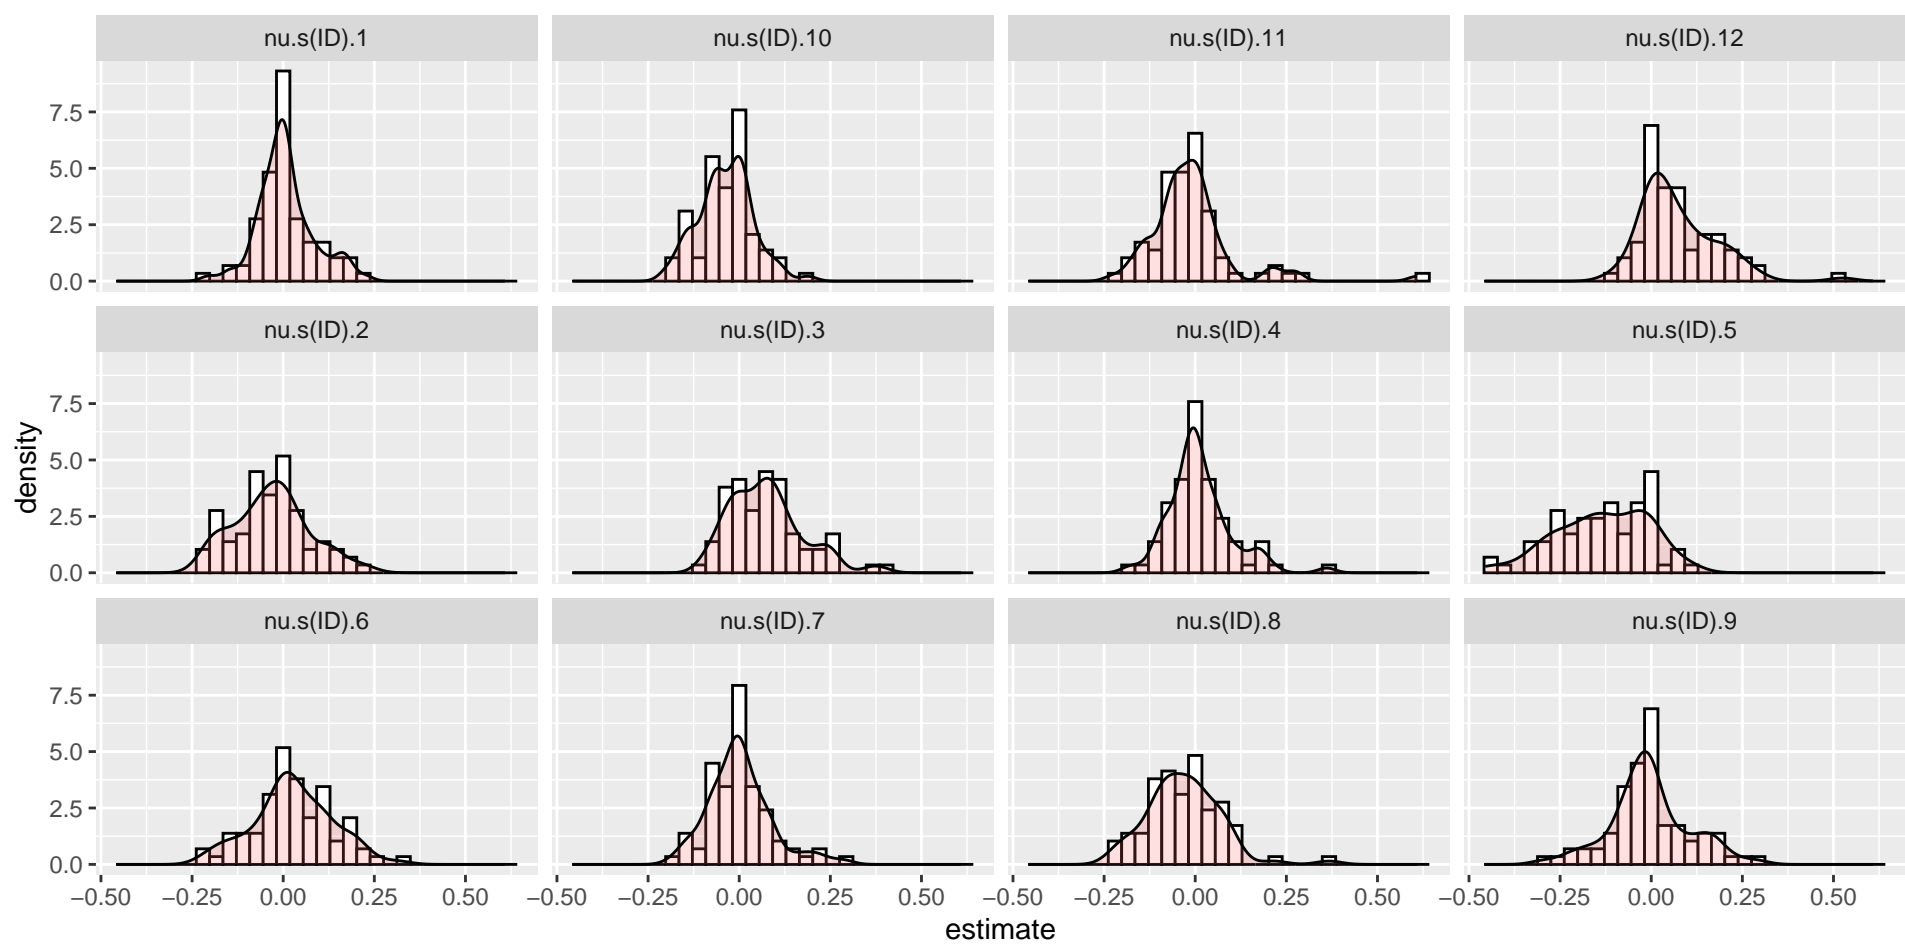 nu.s(ID).1 nu.s(ID).10 nu.s(ID).11 nu.s(ID).12
7.5
5.0
2.5
0.0
nu.s(ID).2 nu.s(ID).3 nu.s(ID).4 nu.s(ID).5
density
7.5
5.0
2.5
0.0
nu.s(ID).6 nu.s(ID).7 nu.s(ID).8 nu.s(ID).9
7.5
5.0
2.5
0.0
−0.50 −0.25 0.00 0.25 0.50 −0.50 −0.25 0.00 0.25 0.50 −0.50 −0.25 0.00 0.25 0.50 −0.50 −0.25 0.00 0.25 0.50
estimate